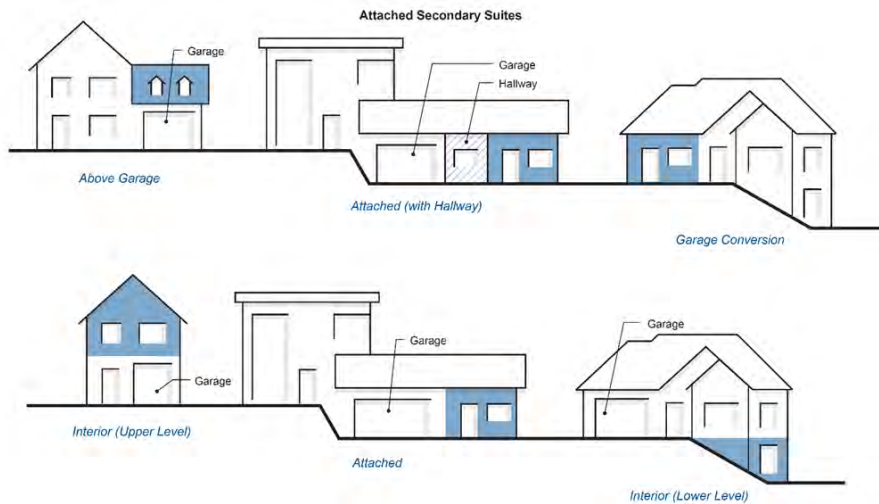 Attached Secondary Suites
Garage
Garage
Hallway
Above Garage
Attached (with Hallway)
Garage Conversion
Garage
Garage
Garage
Interior (Upper Level)
Attached
Interior (Lower Level)